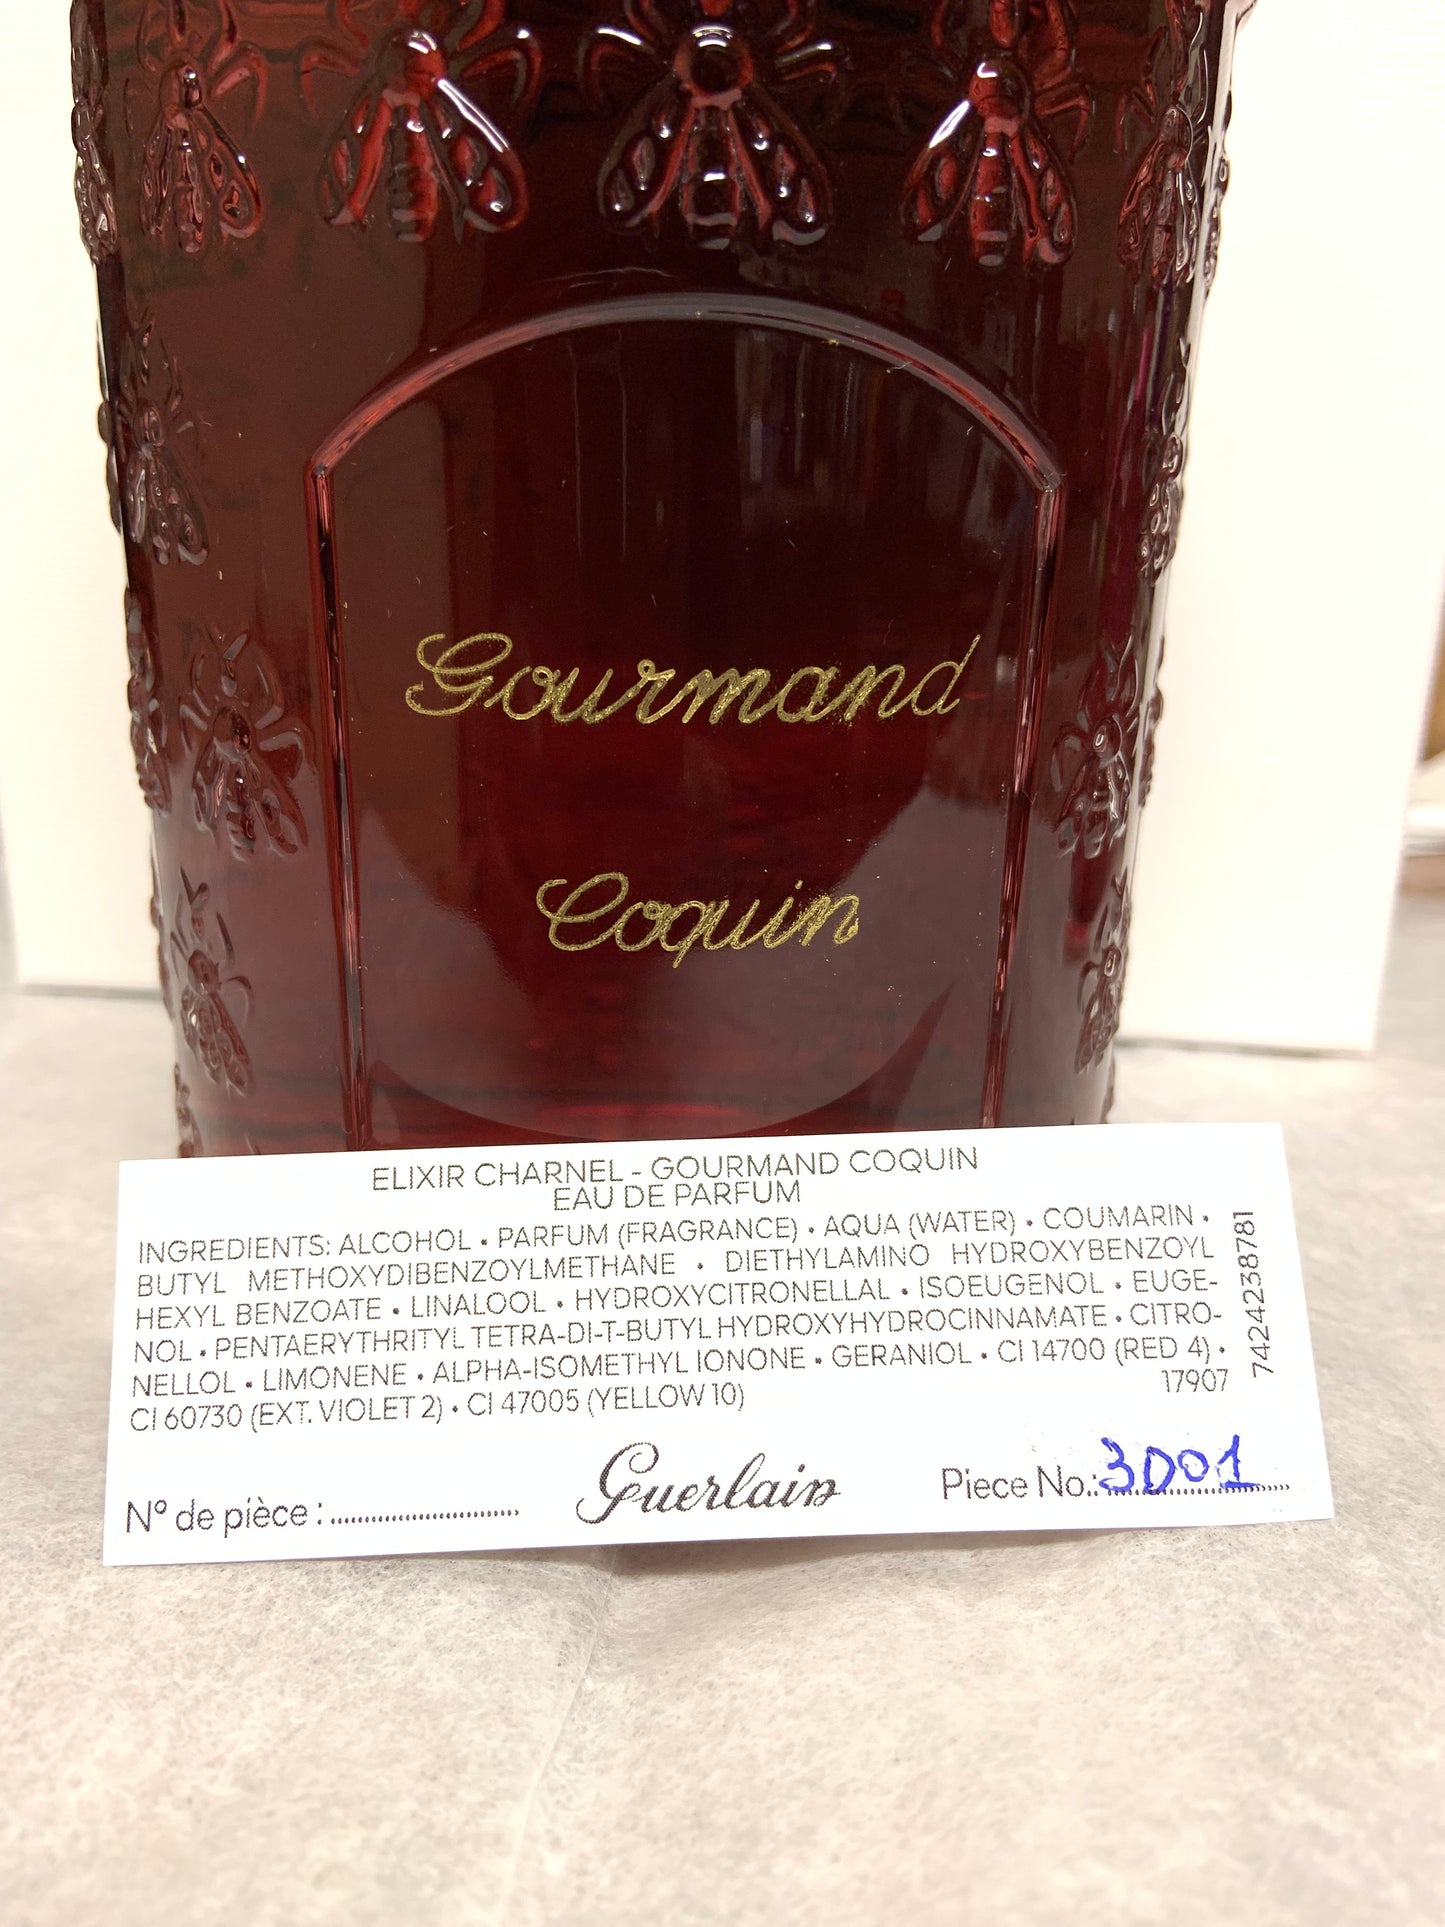 Gourmand
Coquin
ELIXIR CHARNEL - GOURMAND COQUIN
EAU DE PARFUM
INGREDIENTS: ALCOHOL • PARFUM (FRAGRANCE) • AQUA (WATER) • COUMARIN •
BUTYL METHOXYDIBENZOYLMETHANE • DIETHYLAMINO HYDROXYBENZOYL
HEXYL BENZOATE • LINALOOL • HYDROXYCITRONELLAL • ISOEUGENOL • EUGE-
NOL • PENTAERYTHRITYL TETRA-DI-T-BUTYL HYDROXYHYDROCINNAMATE • CITRO-
NELLOL • LIMONENE • ALPHA-ISOMETHYL IONONE • GERANIOL • CI 14700 (RED 4) •
CI 60730 (EXT. VIOLET 2) • CI 47005 (YELLOW 10) 17907
7424238781
N° de pièce : ............................ Guerlain Piece No.: 3D01